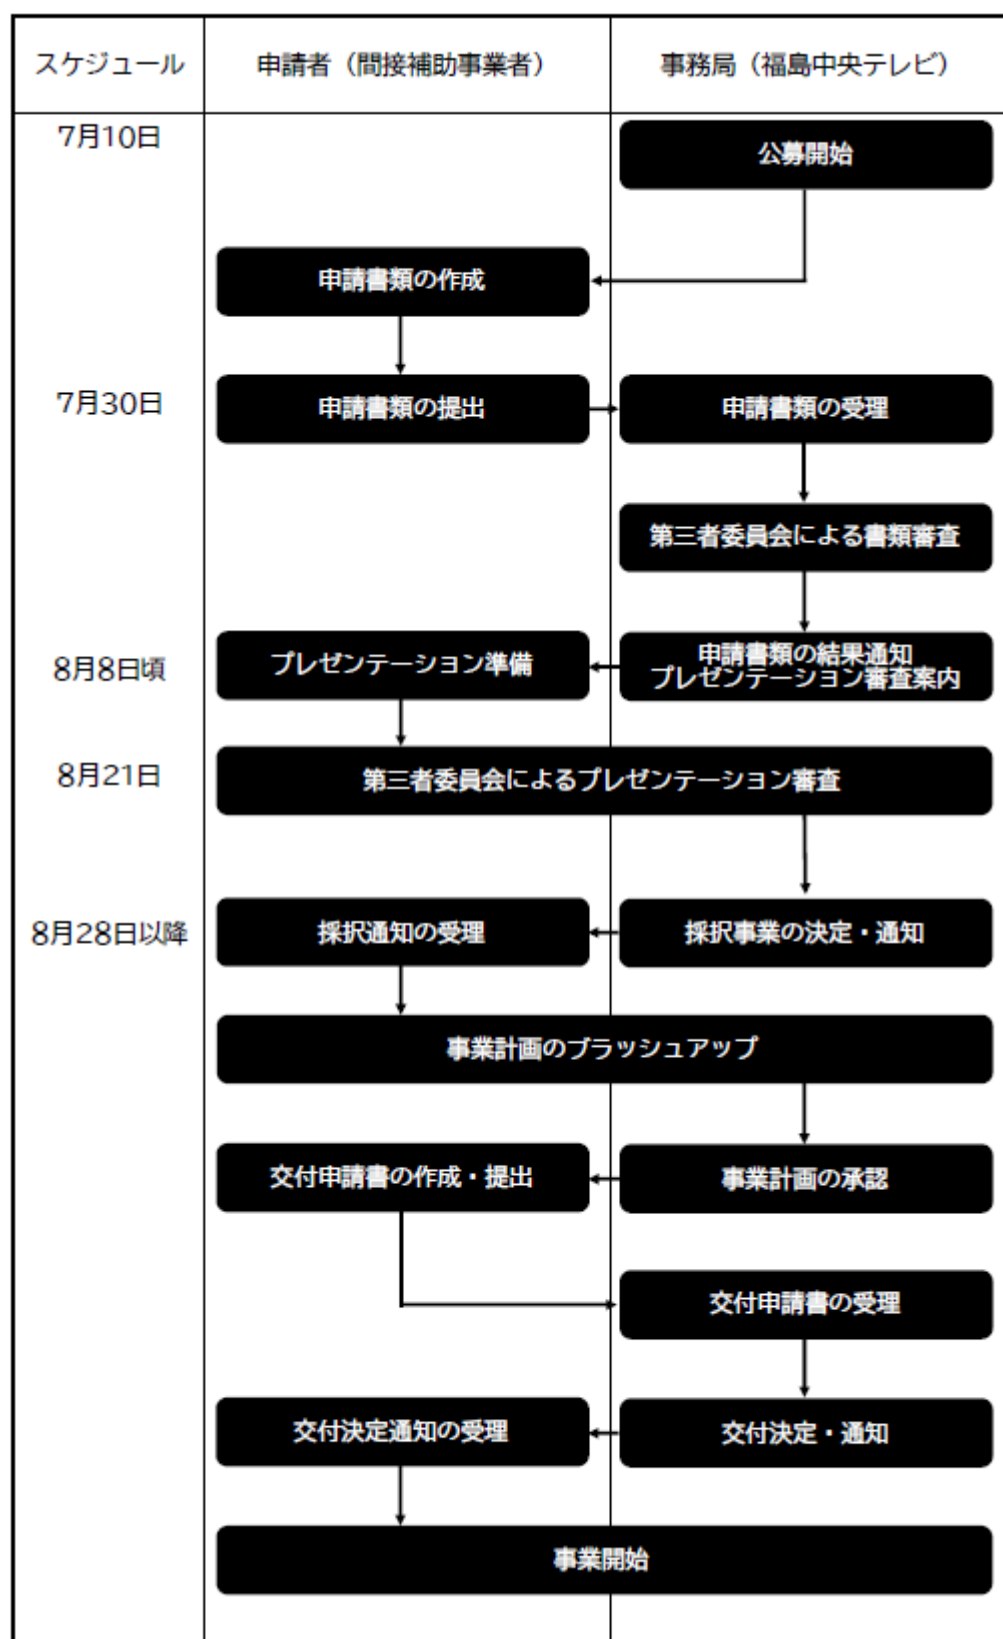 スケジュール
申請者（間接補助事業者）
事務局（福島中央テレビ）
7月10日
公募開始
申請書類の作成
7月30日
申請書類の提出
申請書類の受理
第三者委員会による書類審査
8月8日頃
プレゼンテーション準備
申請書類の結果通知
プレゼンテーション審査案内
8月21日
第三者委員会によるプレゼンテーション審査
8月28日以降
採択通知の受理
採択事業の決定・通知
事業計画のブラッシュアップ
交付申請書の作成・提出
事業計画の承認
交付申請書の受理
交付決定通知の受理
交付決定・通知
事業開始